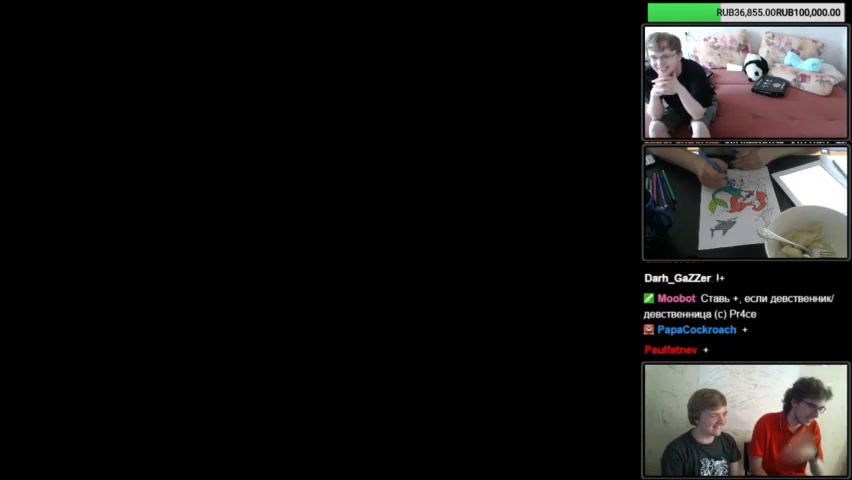 RUB36,855.00RUB100,000.00
Darh_GaZZer !+
Moobot: Ставь +, если девственник/
девственница (c) Pr4ce
PapaCockroach: +
Paulfatnev: +